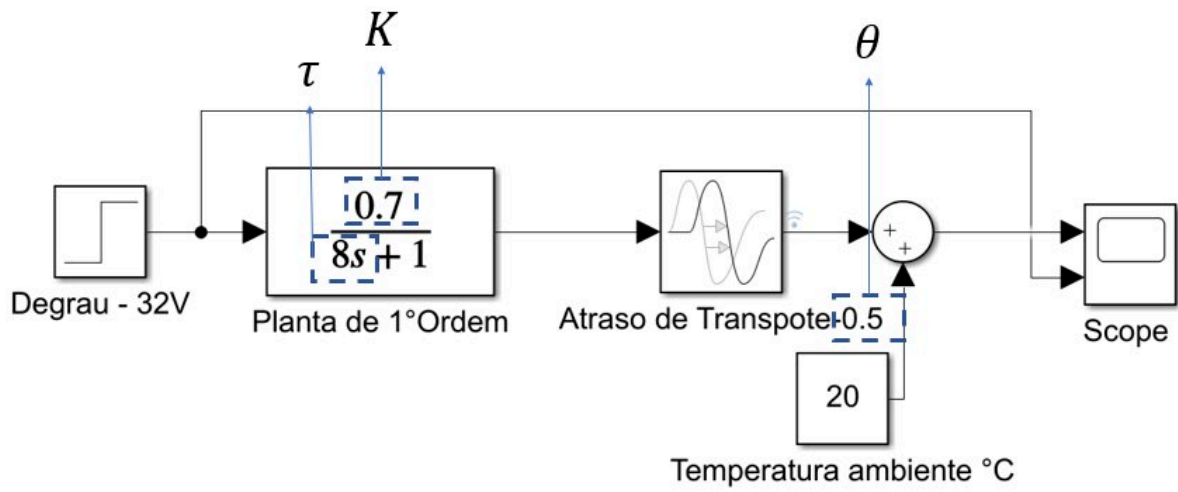 K
τ
θ
0.7
8s + 1
Degrau - 32V
Planta de 1°Ordem
Atraso de Transpote-0.5
Scope
20
Temperatura ambiente °C